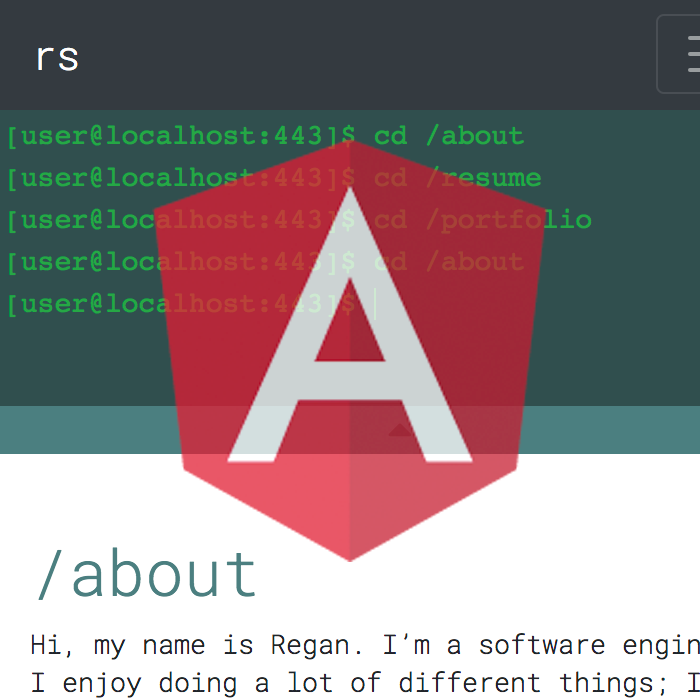 rs
[user@localhost:443]$ cd /about
[user@localhost:443]$ cd /resume
[user@localhost:443]$ cd /portfolio
[user@localhost:443]$ cd /about
[user@localhost:443]$
A
/about
Hi, my name is Regan. I’m a software engin
I enjoy doing a lot of different things; I